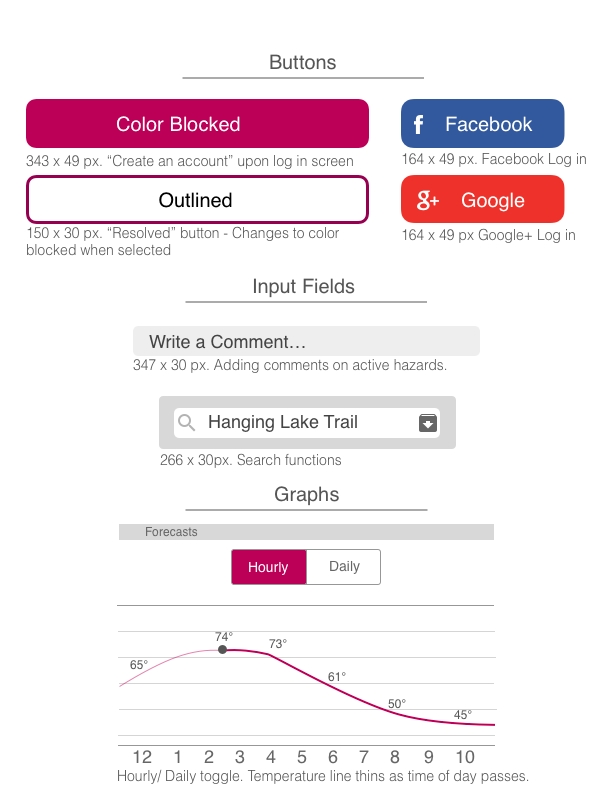 Buttons
Color Blocked
343 x 49 px. “Create an account” upon log in screen
f Facebook
164 x 49 px. Facebook Log in
Outlined
150 x 30 px. “Resolved” button - Changes to color
blocked when selected
g+ Google
164 x 49 px Google+ Log in
Input Fields
Write a Comment…
347 x 30 px. Adding comments on active hazards.
Hanging Lake Trail
266 x 30px. Search functions
Graphs
Forecasts
Hourly Daily
65° 74° 73° 61° 50° 45°
12 1 2 3 4 5 6 7 8 9 10
Hourly/ Daily toggle. Temperature line thins as time of day passes.